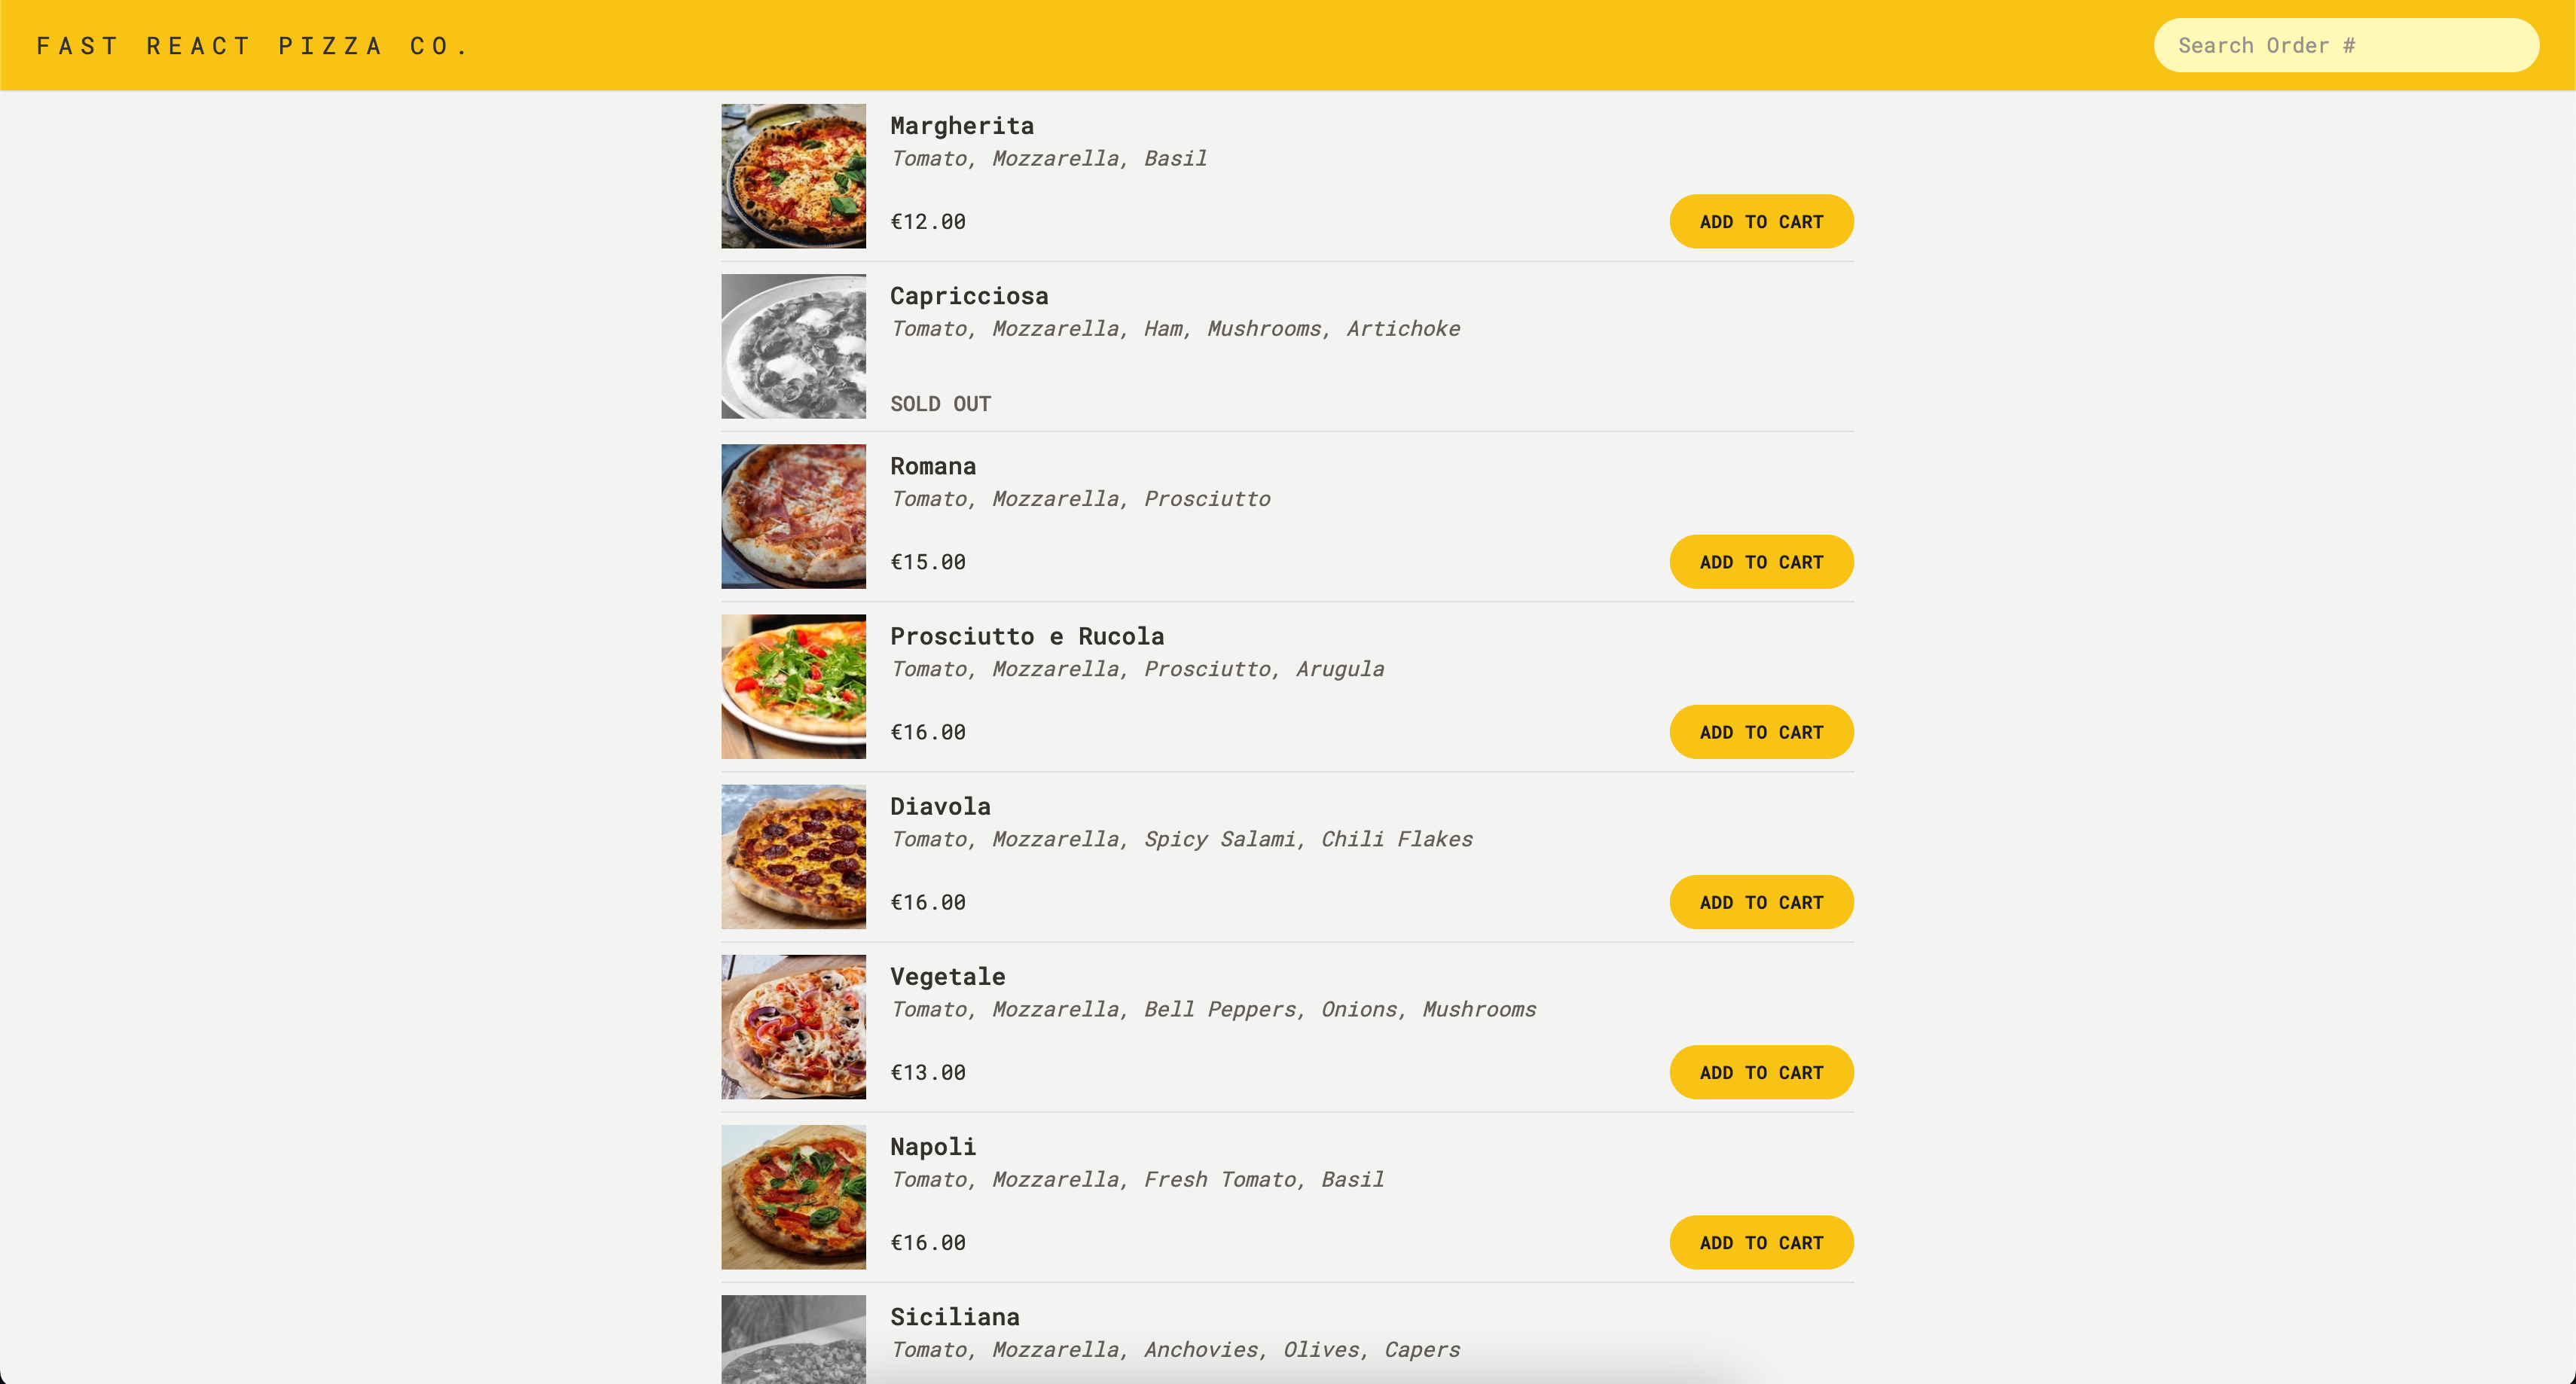 FAST REACT PIZZA CO.
Search Order #
Margherita
Tomato, Mozzarella, Basil
€12.00
ADD TO CART
Capricciosa
Tomato, Mozzarella, Ham, Mushrooms, Artichoke
SOLD OUT
Romana
Tomato, Mozzarella, Prosciutto
€15.00
ADD TO CART
Prosciutto e Rucola
Tomato, Mozzarella, Prosciutto, Arugula
€16.00
ADD TO CART
Diavola
Tomato, Mozzarella, Spicy Salami, Chili Flakes
€16.00
ADD TO CART
Vegetale
Tomato, Mozzarella, Bell Peppers, Onions, Mushrooms
€13.00
ADD TO CART
Napoli
Tomato, Mozzarella, Fresh Tomato, Basil
€16.00
ADD TO CART
Siciliana
Tomato, Mozzarella, Anchovies, Olives, Capers